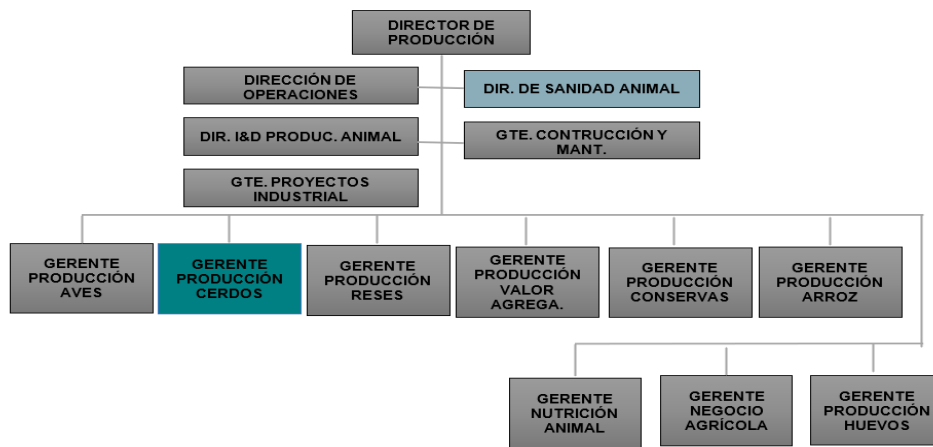 DIRECTOR DE
PRODUCCIÓN
DIRECCIÓN DE
OPERACIONES
DIR. DE SANIDAD ANIMAL
DIR. I&D PRODUC. ANIMAL
GTE. CONTRUCCIÓN Y
MANT.
GTE. PROYECTOS
INDUSTRIAL
GERENTE
PRODUCCIÓN
AVES
GERENTE
PRODUCCIÓN
CERDOS
GERENTE
PRODUCCIÓN
RESES
GERENTE
PRODUCCIÓN
VALOR
AGREGA.
GERENTE
PRODUCCIÓN
CONSERVAS
GERENTE
PRODUCCIÓN
ARROZ
GERENTE
NUTRICIÓN
ANIMAL
GERENTE
NEGOCIO
AGRÍCOLA
GERENTE
PRODUCCIÓN
HUEVOS